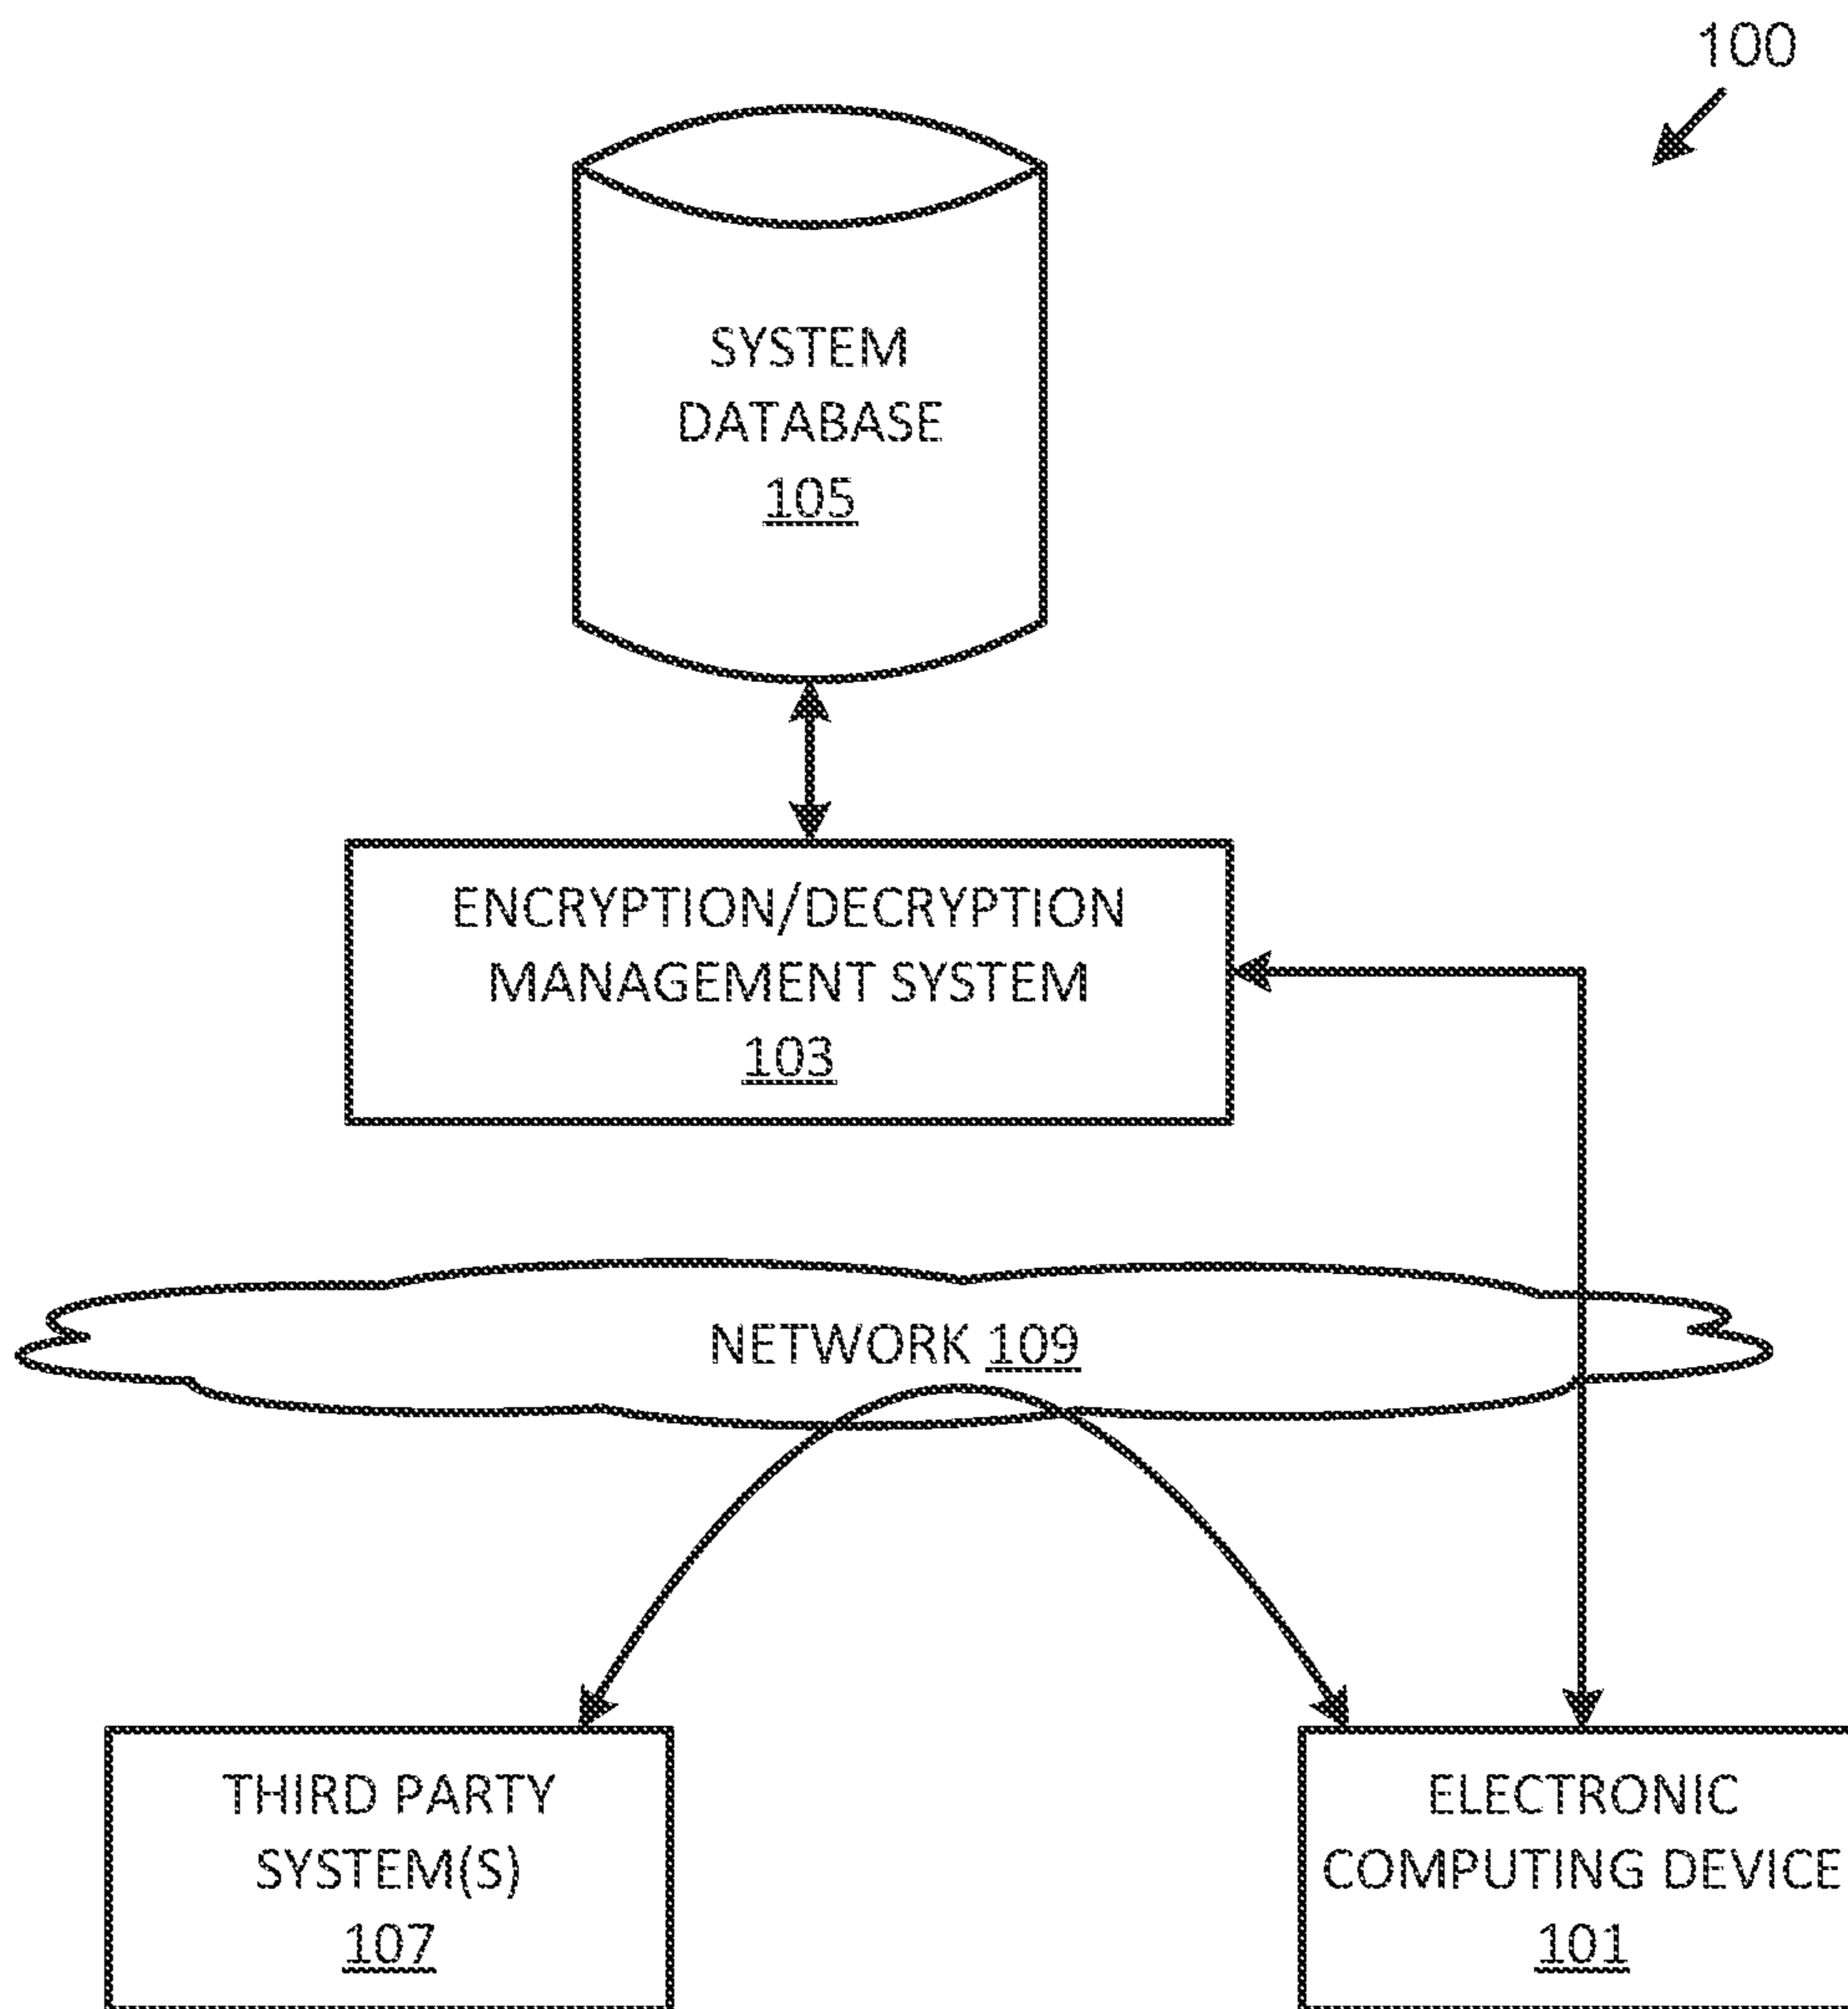 100
SYSTEM
DATABASE
105
ENCRYPTION/DECRYPTION
MANAGEMENT SYSTEM
103
NETWORK 109
THIRD PARTY
SYSTEM(S)
107
ELECTRONIC
COMPUTING DEVICE
101